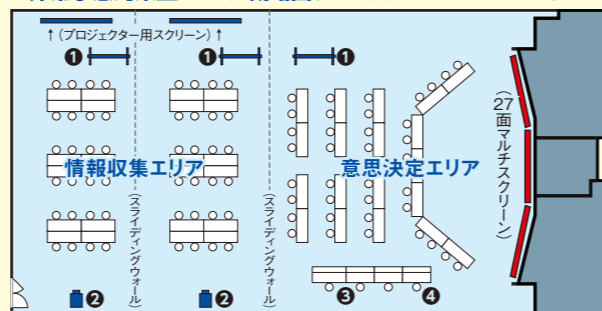 ↑(プロジェクター用スクリーン)↑
❶
❶
❶
情報収集エリア
意思決定エリア
(スライディングウォール)
(スライディングウォール)
(27面マルチスクリーン)
❷
❷
❸
❹